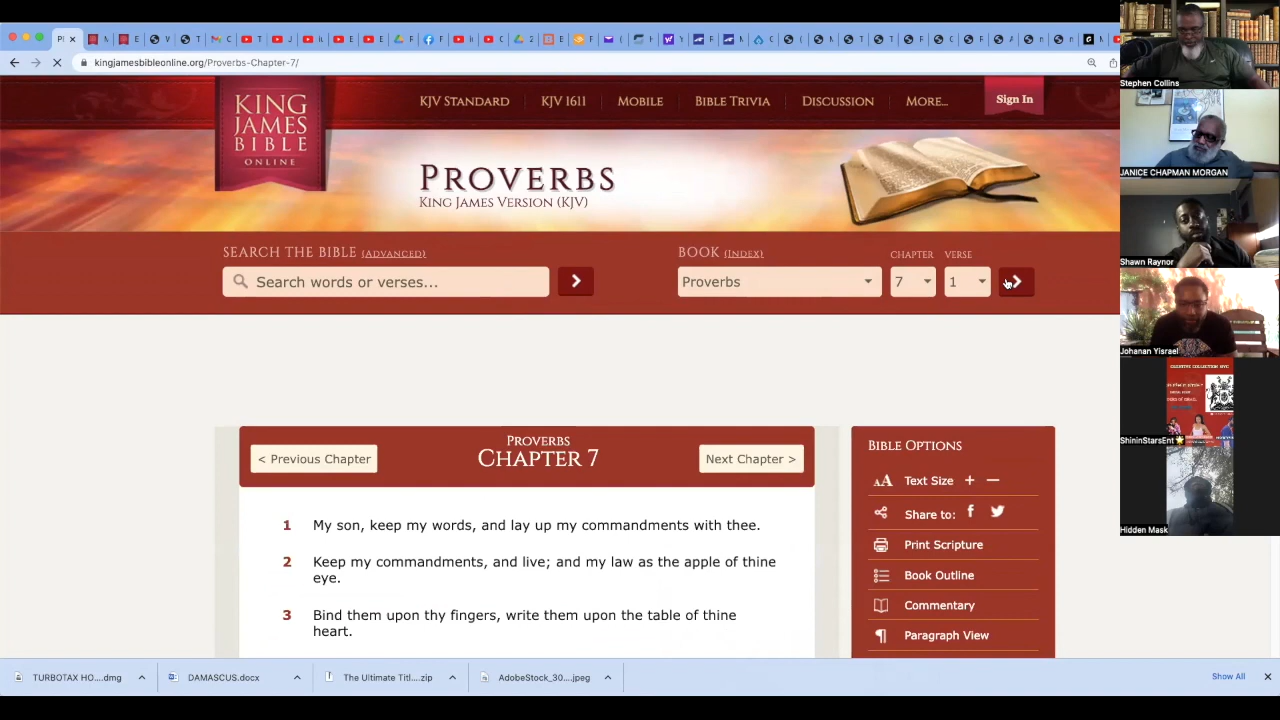 kingjamesbibleonline.org/Proverbs-Chapter-7/
KING
JAMES
BIBLE
ONLINE
KJV STANDARD
KJV 1611
MOBILE
BIBLE TRIVIA
DISCUSSION
MORE...
Sign In
PROVERBS
KING JAMES VERSION (KJV)
SEARCH THE BIBLE (ADVANCED)
Search words or verses...
BOOK (INDEX)
CHAPTER
VERSE
Proverbs
7
1
< Previous Chapter
PROVERBS
CHAPTER 7
Next Chapter >
1 My son, keep my words, and lay up my commandments with thee.
2 Keep my commandments, and live; and my law as the apple of thine
eye.
3 Bind them upon thy fingers, write them upon the table of thine
heart.
BIBLE OPTIONS
AA Text Size + −
Share to:
Print Scripture
Book Outline
Commentary
Paragraph View
TURBOTAX HO....dmg
DAMASCUS.docx
The Ultimate Titl....zip
AdobeStock_30....jpeg
Show All
Stephen Collins
JANICE CHAPMAN MORGAN
Shawn Raynor
Johanan Yisrael
ShininStarsEnt
Hidden Mask